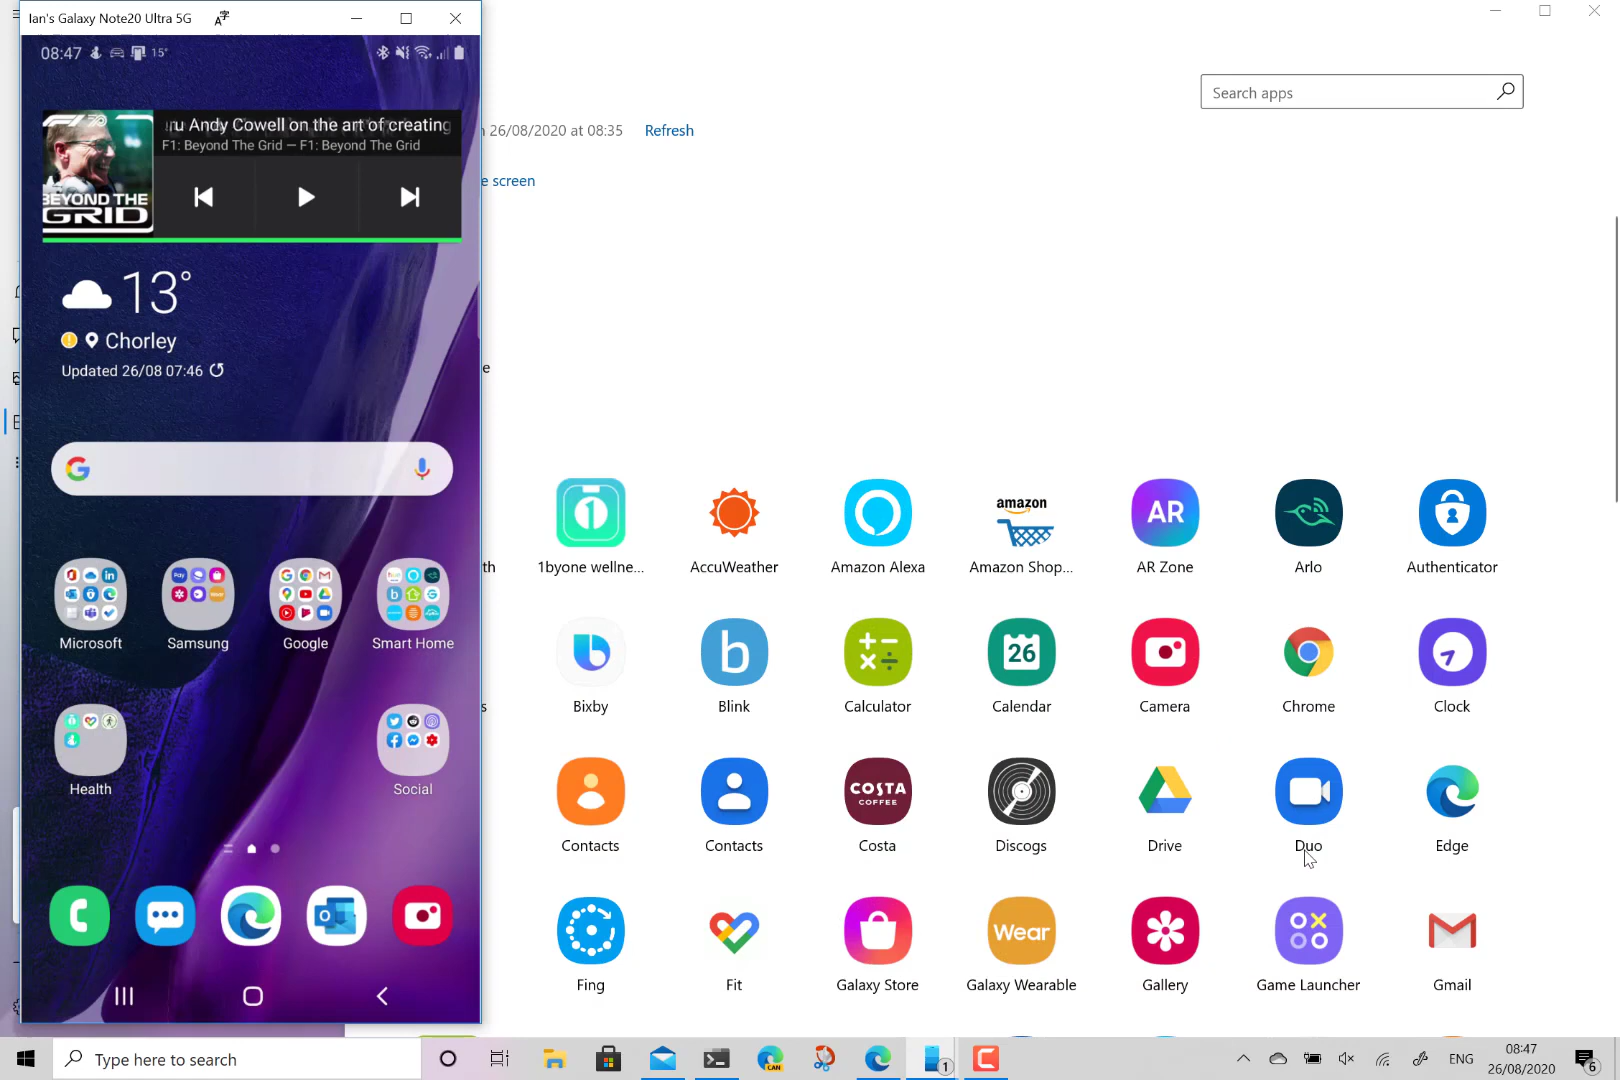 Ian's Galaxy Note20 Ultra 5G
08:47
15°
ru Andy Cowell on the art of creating
F1: Beyond The Grid — F1: Beyond The Grid
BEYOND THE
GRID
13°
Chorley
Updated 26/08 07:46
Microsoft
Samsung
Google
Smart Home
Health
Social
Search apps
n 26/08/2020 at 08:35
Refresh
e screen
e
th
1byone wellne...
AccuWeather
Amazon Alexa
amazon
Amazon Shop...
AR
AR Zone
Arlo
Authenticator
s
Bixby
b
Blink
Calculator
26
Calendar
Camera
Chrome
Clock
Contacts
Contacts
COSTA
COFFEE
Costa
Discogs
Drive
Duo
Edge
Fing
Fit
Galaxy Store
Wear
Galaxy Wearable
Gallery
Game Launcher
Gmail
Type here to search
CAN
1
ENG
08:47
26/08/2020
6